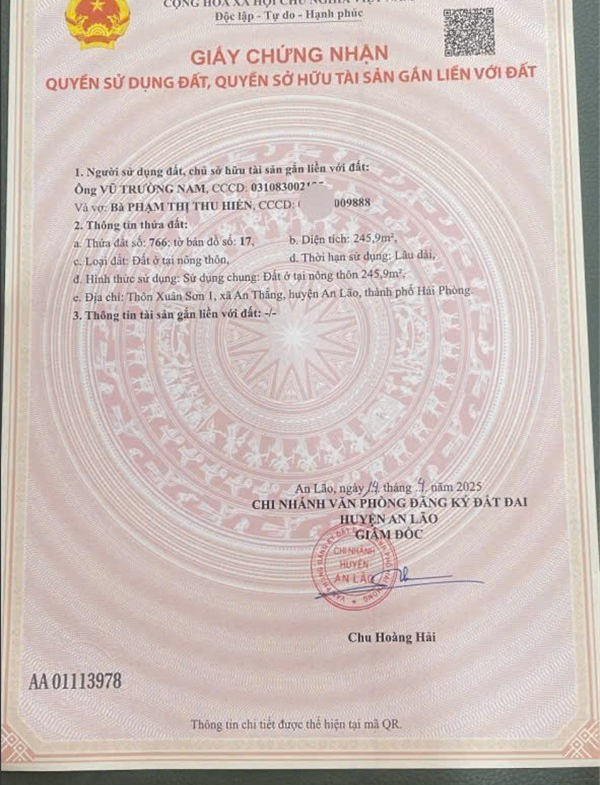 CỘNG HÒA XÃ HỘI CHỦ NGHĨA VIỆT NAM
Độc lập - Tự do - Hạnh phúc
GIẤY CHỨNG NHẬN
QUYỀN SỬ DỤNG ĐẤT, QUYỀN SỞ HỮU TÀI SẢN GẮN LIỀN VỚI ĐẤT
1. Người sử dụng đất, chủ sở hữu tài sản gắn liền với đất:
Ông VŨ TRƯỜNG NAM, CCCD: 031083002
Và vợ: Bà PHẠM THỊ THU HIỀN, CCCD: 009888
2. Thông tin thửa đất:
a. Thửa đất số: 766; tờ bản đồ số: 17, b. Diện tích: 245,9m²,
c. Loại đất: Đất ở tại nông thôn, d. Thời hạn sử dụng: Lâu dài,
đ. Hình thức sử dụng: Sử dụng chung: Đất ở tại nông thôn 245,9m²,
e. Địa chỉ: Thôn Xuân Sơn 1, xã An Thắng, huyện An Lão, thành phố Hải Phòng.
3. Thông tin tài sản gắn liền với đất: -/-
An Lão, ngày 14 tháng 4 năm 2025
CHI NHÁNH VĂN PHÒNG ĐĂNG KÝ ĐẤT ĐAI
HUYỆN AN LÃO
GIÁM ĐỐC
CHI NHÁNH
HUYỆN
AN LÃO
Chu Hoàng Hải
AA 01113978
Thông tin chi tiết được thể hiện tại mã QR.